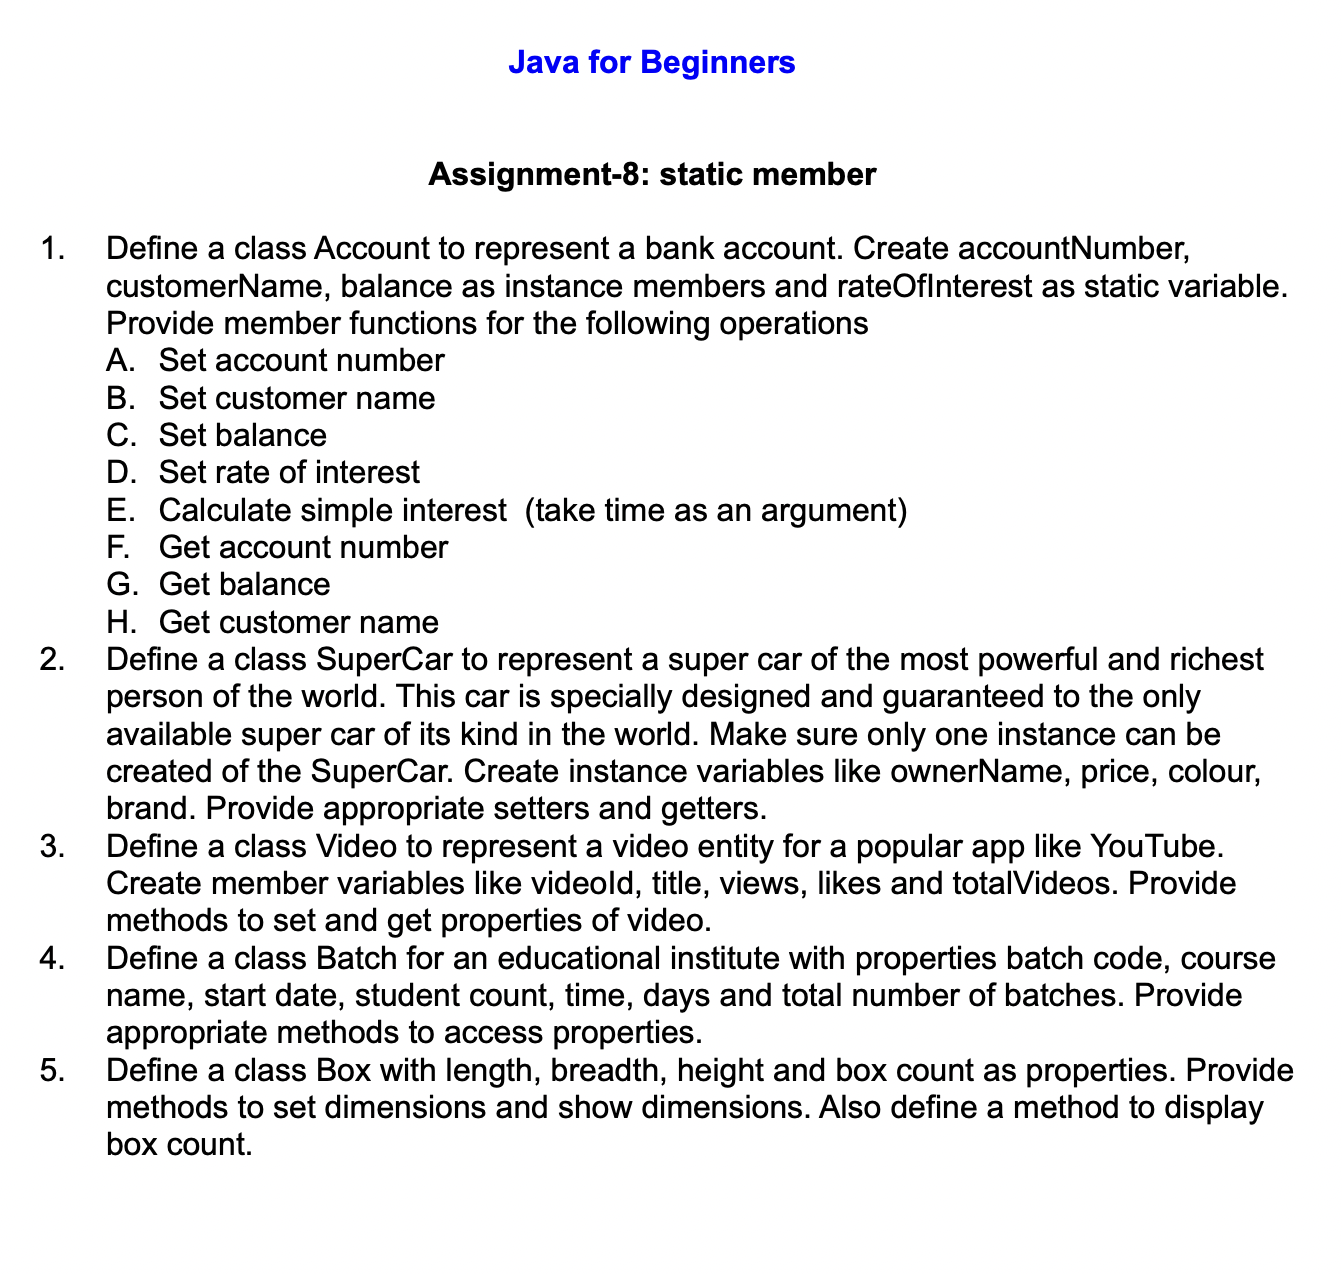 Java for Beginners
Assignment-8: static member
1. Define a class Account to represent a bank account. Create accountNumber,
customerName, balance as instance members and rateOfInterest as static variable.
Provide member functions for the following operations
A. Set account number
B. Set customer name
C. Set balance
D. Set rate of interest
E. Calculate simple interest  (take time as an argument)
F. Get account number
G. Get balance
H. Get customer name
2. Define a class SuperCar to represent a super car of the most powerful and richest
person of the world. This car is specially designed and guaranteed to the only
available super car of its kind in the world. Make sure only one instance can be
created of the SuperCar. Create instance variables like ownerName, price, colour,
brand. Provide appropriate setters and getters.
3. Define a class Video to represent a video entity for a popular app like YouTube.
Create member variables like videoId, title, views, likes and totalVideos. Provide
methods to set and get properties of video.
4. Define a class Batch for an educational institute with properties batch code, course
name, start date, student count, time, days and total number of batches. Provide
appropriate methods to access properties.
5. Define a class Box with length, breadth, height and box count as properties. Provide
methods to set dimensions and show dimensions. Also define a method to display
box count.